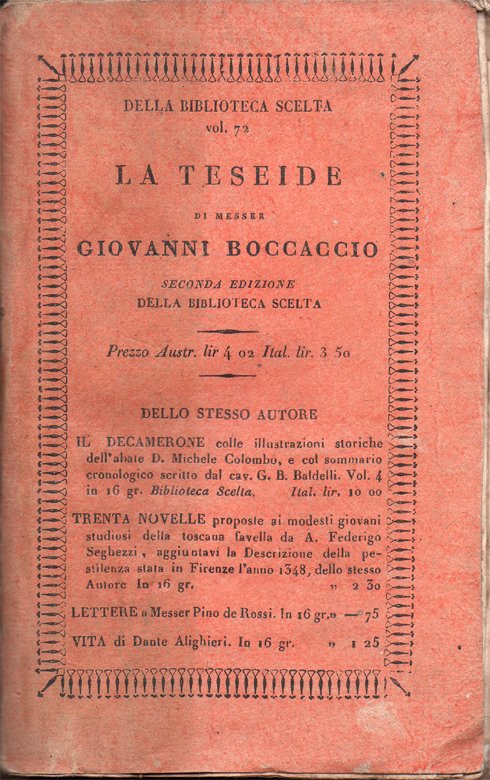 DELLA BIBLIOTECA SCELTA
vol. 72
LA TESEIDE
DI MESSER
GIOVANNI BOCCACCIO
SECONDA EDIZIONE
DELLA BIBLIOTECA SCELTA
Prezzo Austr. lir 4 02 Ital. lir. 3 50
DELLO STESSO AUTORE
IL DECAMERONE colle illustrazioni storiche
dell'abate D. Michele Colombo, e col sommario
cronologico scritto dal cav. G. B. Baldelli. Vol. 4
in 16 gr. Biblioteca Scelta. Ital. lir. 10 00
TRENTA NOVELLE proposte ai modesti giovani
studiosi della toscana favella da A. Federigo
Seghezzi, aggiuntavi la Descrizione della pe-
stilenza stata in Firenze l'anno 1348, dello stesso
Autore In 16 gr. „ 2 30
LETTERE a Messer Pino de Rossi. In 16 gr.» — 75
VITA di Dante Alighieri. In 16 gr. „ 1 25